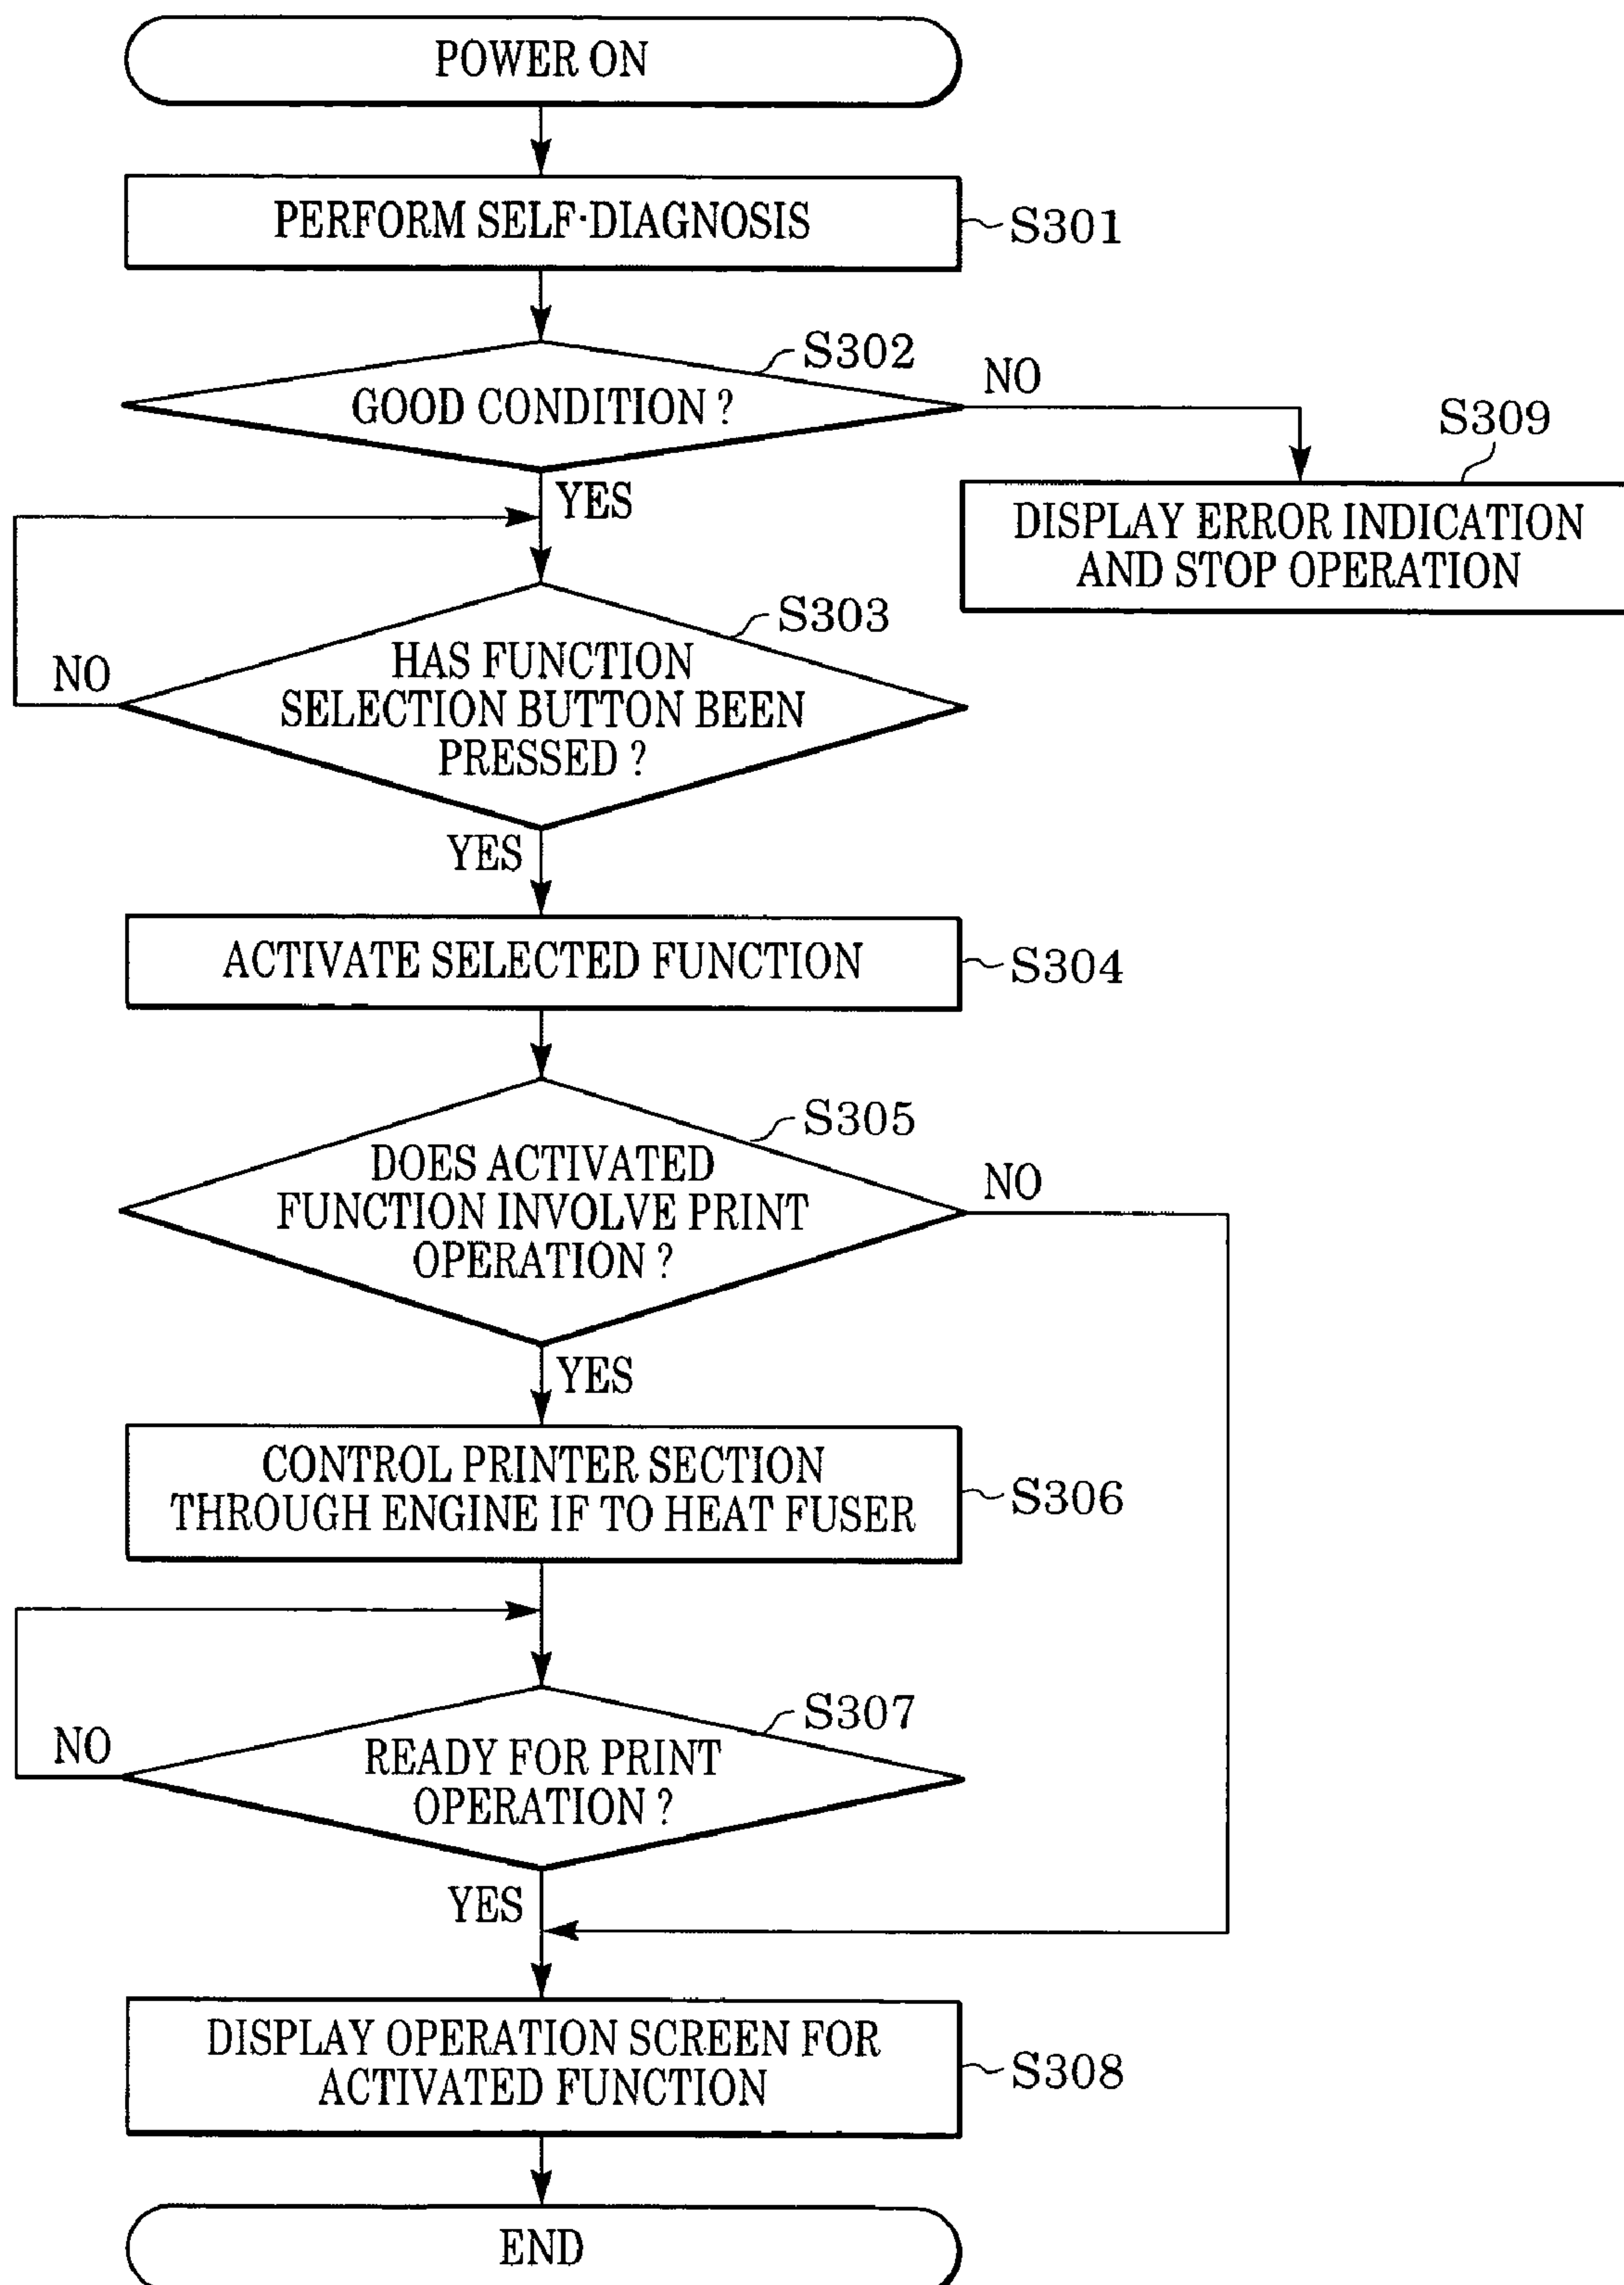 POWER ON
PERFORM SELF-DIAGNOSIS
S301
S302
GOOD CONDITION ?
NO
YES
S309
DISPLAY ERROR INDICATION
AND STOP OPERATION
S303
HAS FUNCTION
SELECTION BUTTON BEEN
PRESSED ?
NO
YES
ACTIVATE SELECTED FUNCTION
S304
S305
DOES ACTIVATED
FUNCTION INVOLVE PRINT
OPERATION ?
NO
YES
CONTROL PRINTER SECTION
THROUGH ENGINE IF TO HEAT FUSER
S306
S307
READY FOR PRINT
OPERATION ?
NO
YES
DISPLAY OPERATION SCREEN FOR
ACTIVATED FUNCTION
S308
END